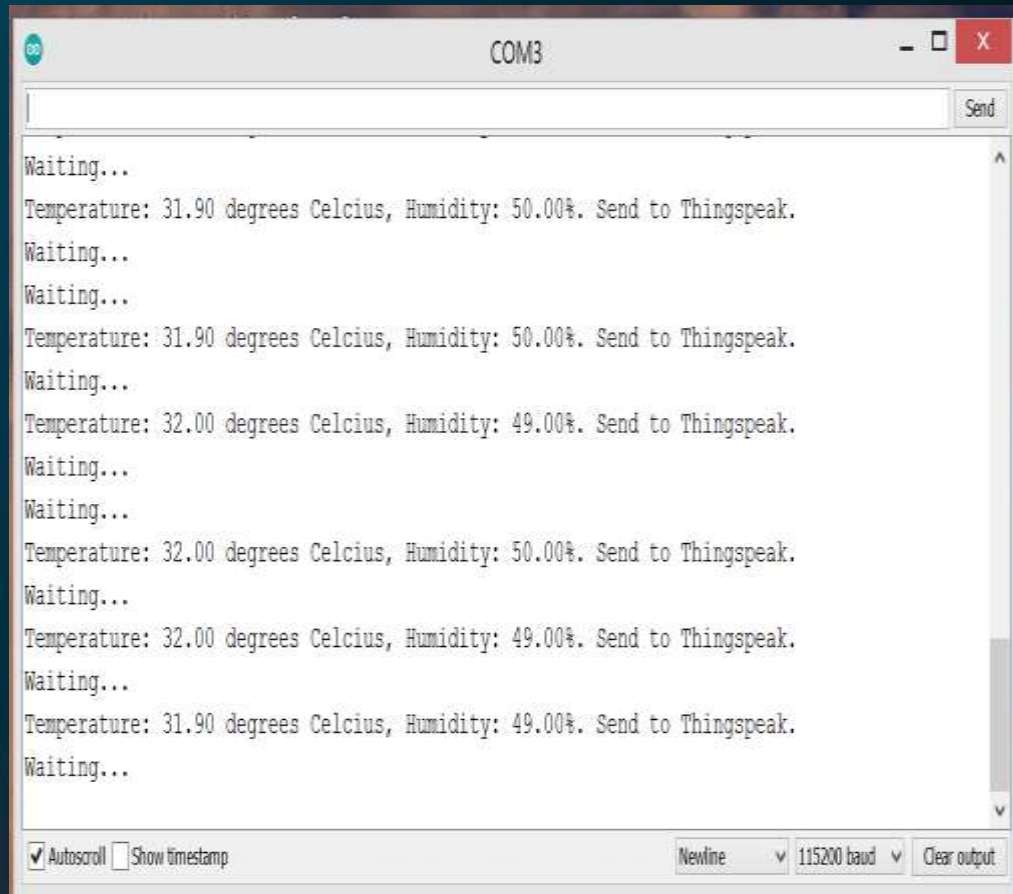 COM3
Send
Waiting...
Temperature: 31.90 degrees Celcius, Humidity: 50.00%. Send to Thingspeak.
Waiting...
Waiting...
Temperature: 31.90 degrees Celcius, Humidity: 50.00%. Send to Thingspeak.
Waiting...
Temperature: 32.00 degrees Celcius, Humidity: 49.00%. Send to Thingspeak.
Waiting...
Waiting...
Temperature: 32.00 degrees Celcius, Humidity: 50.00%. Send to Thingspeak.
Waiting...
Temperature: 32.00 degrees Celcius, Humidity: 49.00%. Send to Thingspeak.
Waiting...
Temperature: 31.90 degrees Celcius, Humidity: 49.00%. Send to Thingspeak.
Waiting...
Autoscroll Show timestamp Newline 115200 baud Clear output